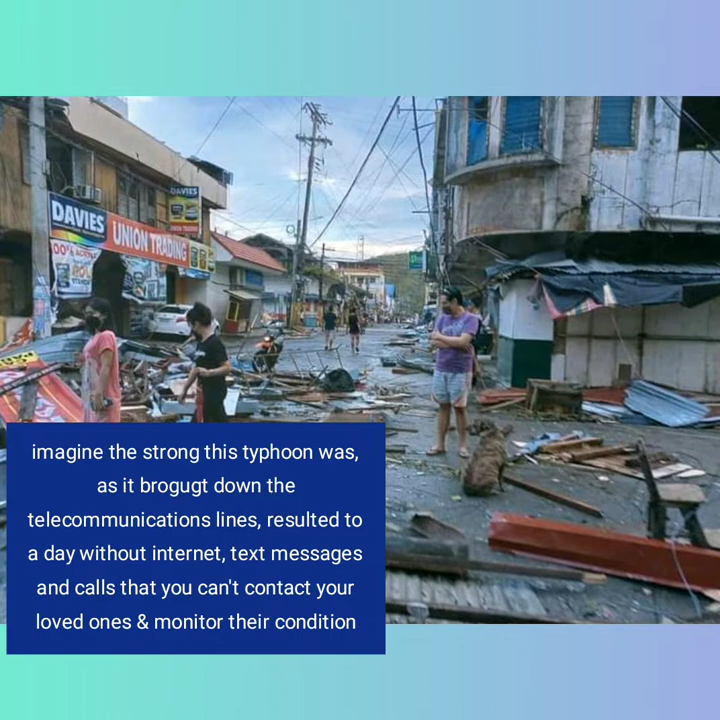 DAVIES
DAVIES
UNION TRADING
imagine the strong this typhoon was,
as it brogugt down the
telecommunications lines, resulted to
a day without internet, text messages
and calls that you can't contact your
loved ones & monitor their condition